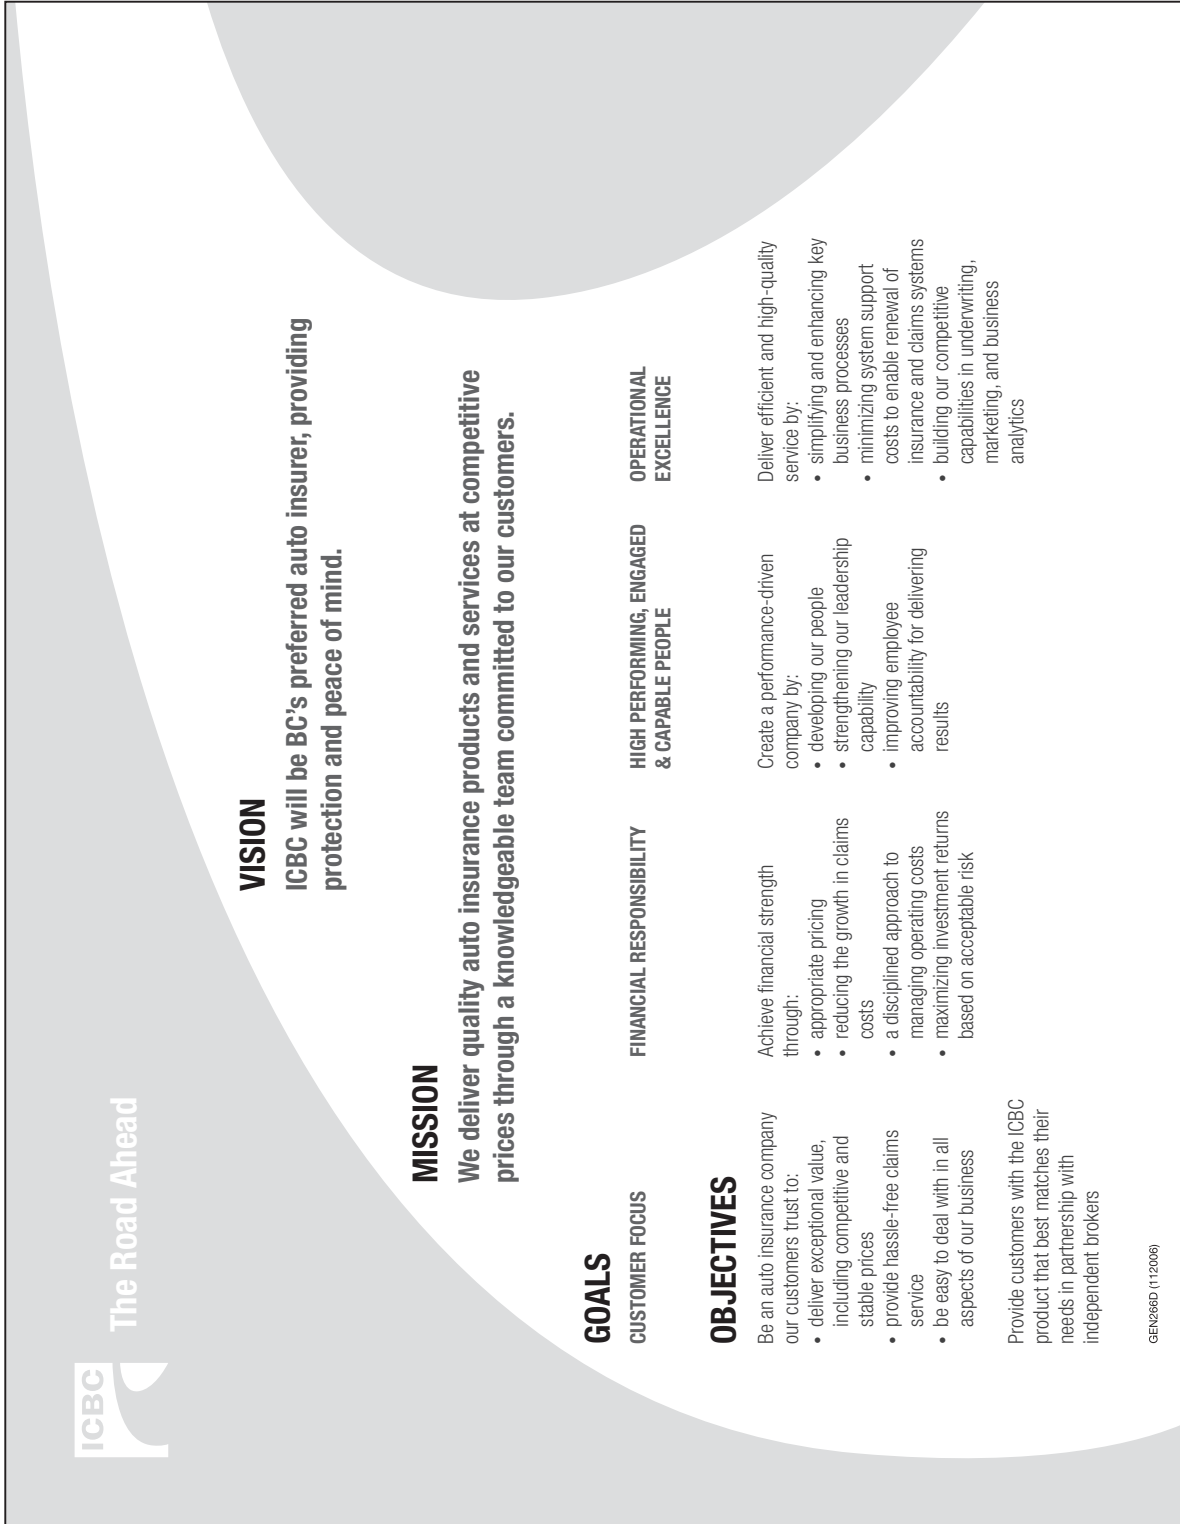 ICBC
The Road Ahead
VISION
ICBC will be BC’s preferred auto insurer, providing
protection and peace of mind.
MISSION
We deliver quality auto insurance products and services at competitive
prices through a knowledgeable team committed to our customers.
GOALS
CUSTOMER FOCUS
FINANCIAL RESPONSIBILITY
HIGH PERFORMING, ENGAGED
& CAPABLE PEOPLE
OPERATIONAL
EXCELLENCE
OBJECTIVES
Be an auto insurance company
our customers trust to:
• deliver exceptional value,
including competitive and
stable prices
• provide hassle-free claims
service
• be easy to deal with in all
aspects of our business
Provide customers with the ICBC
product that best matches their
needs in partnership with
independent brokers
Achieve financial strength
through:
• appropriate pricing
• reducing the growth in claims
costs
• a disciplined approach to
managing operating costs
• maximizing investment returns
based on acceptable risk
Create a performance-driven
company by:
• developing our people
• strengthening our leadership
capability
• improving employee
accountability for delivering
results
Deliver efficient and high-quality
service by:
• simplifying and enhancing key
business processes
• minimizing system support
costs to enable renewal of
insurance and claims systems
• building our competitive
capabilities in underwriting,
marketing, and business
analytics
GEN266D (112006)